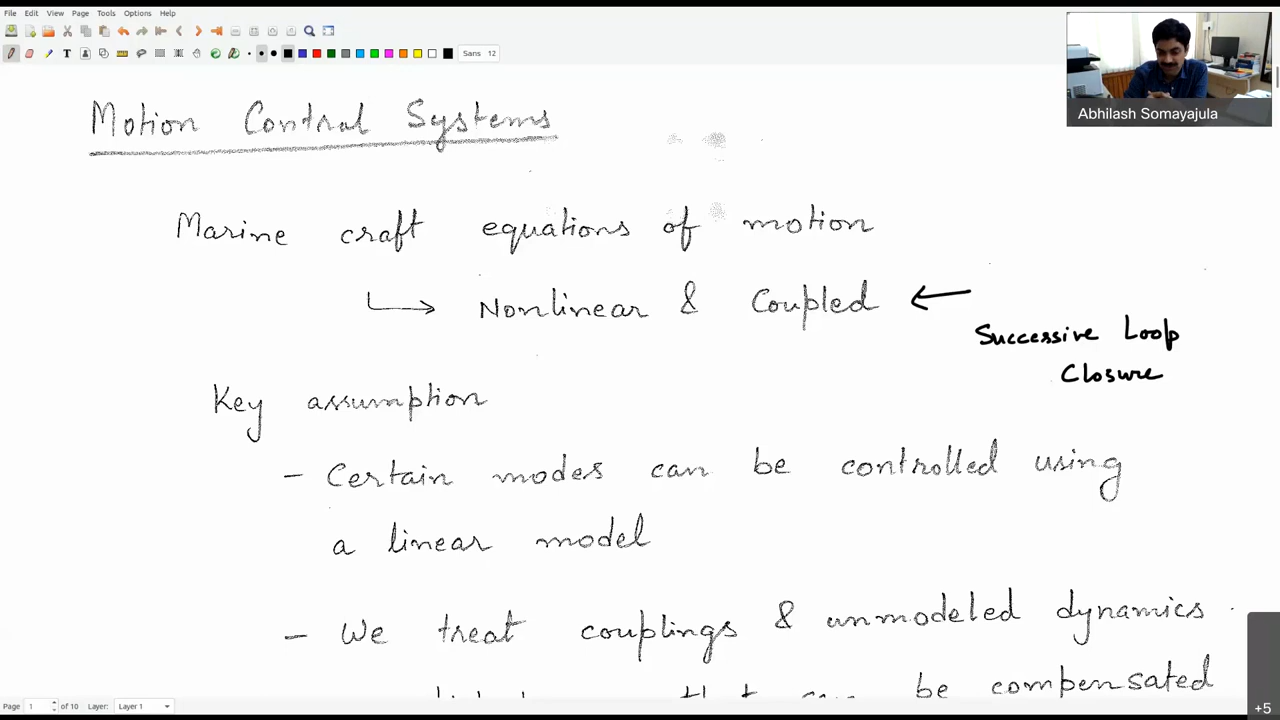 File Edit View Page Tools Options Help
Sans 12
Abhilash Somayajula
Motion Control Systems
Marine craft equations of motion
Nonlinear & Coupled
Successive Loop
Closure
Key assumption
- Certain modes can be controlled using
a linear model
- We treat couplings & unmodeled dynamics
that can be compensated
Page 1 of 10 Layer: Layer 1
+5